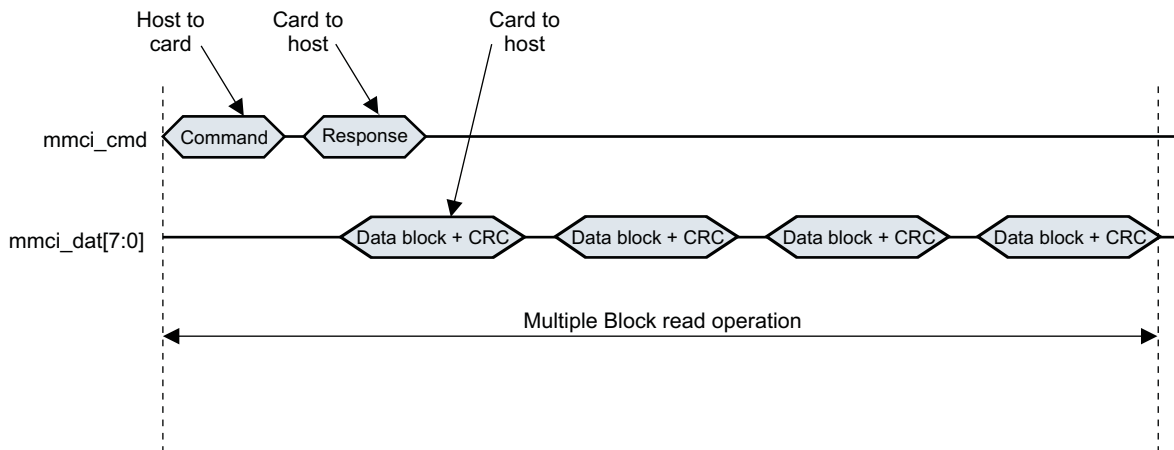 Host to
card
Card to
host
Card to
host
mmci_cmd
Command
Response
mmci_dat[7:0]
Data block + CRC
Data block + CRC
Data block + CRC
Data block + CRC
Multiple Block read operation